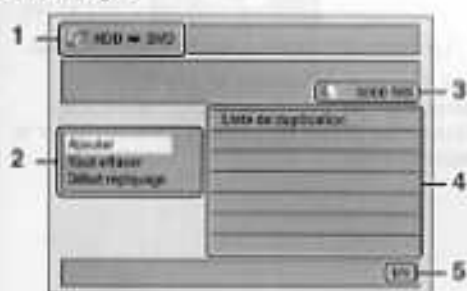 1
HDD ➡ DVD
3
Liste de duplication
2
Ajouter
Tout effacer
Début repiquage
4
5